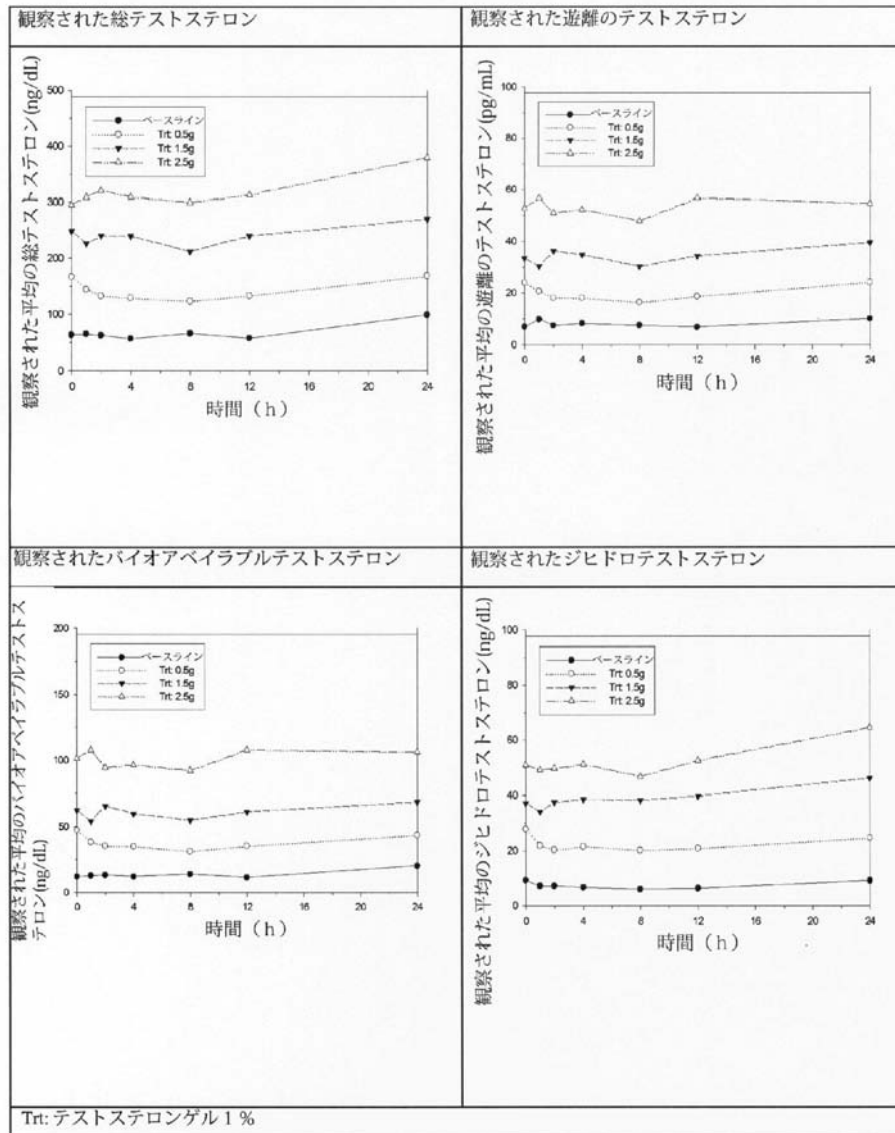 観察された総テストステロン
観察された平均の総テストステロン(ng/dL)
500
400
300
200
100
0
ベースライン
Trt: 0.5g
Trt: 1.5g
Trt: 2.5g
0 4 8 12 16 20 24
時間(h)
観察された遊離のテストステロン
観察された平均の遊離のテストステロン(pg/mL)
100
80
60
40
20
0
ベースライン
Trt: 0.5g
Trt: 1.5g
Trt: 2.5g
0 4 8 12 16 20 24
時間(h)
観察されたバイオアベイラブルテストステロン
観察された平均のバイオアベイラブルテストス
テロン(ng/dL)
200
150
100
50
0
ベースライン
Trt: 0.5g
Trt: 1.5g
Trt: 2.5g
0 4 8 12 16 20 24
時間(h)
観察されたジヒドロテストステロン
観察された平均のジヒドロテストステロン(ng/dL)
100
80
60
40
20
0
ベースライン
Trt: 0.5g
Trt: 1.5g
Trt: 2.5g
0 4 8 12 16 20 24
時間(h)
Trt: テストステロンゲル1 %